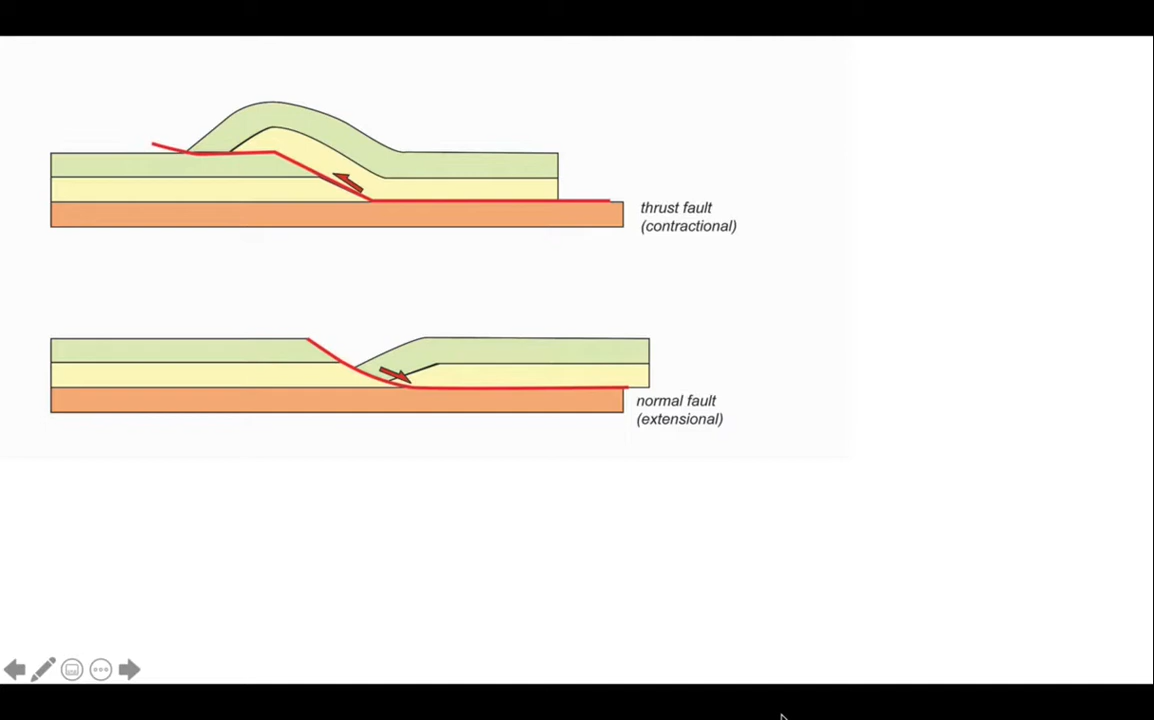 thrust fault
(contractional)
normal fault
(extensional)